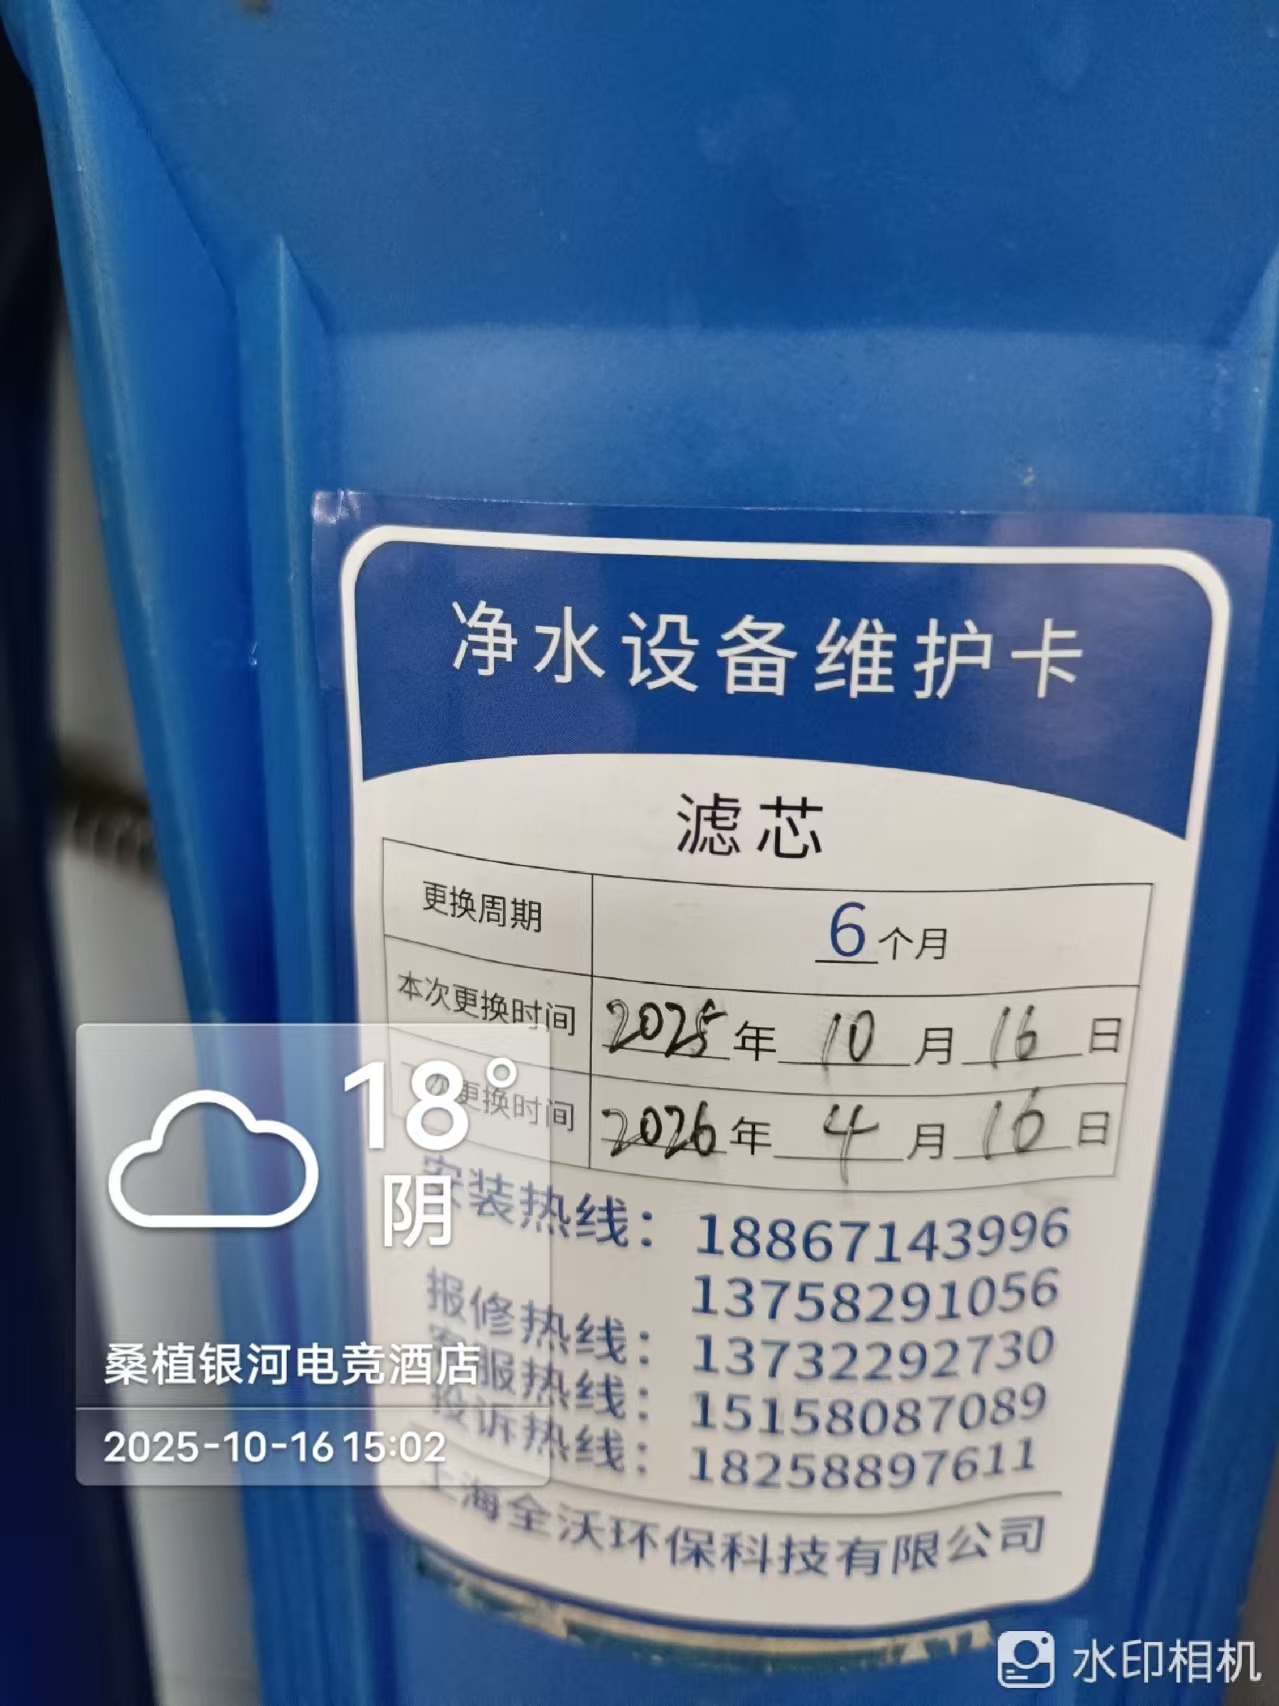 净水设备维护卡
滤芯
更换周期 6个月
本次更换时间 2025年10月16日
次更换时间 2026年4月16日
安装热线：18867143996
13758291056
报修热线：13732292730
客服热线：15158087089
投诉热线：18258897611
上海全沃环保科技有限公司
18°
阴
桑植银河电竞酒店
2025-10-16 15:02
水印相机